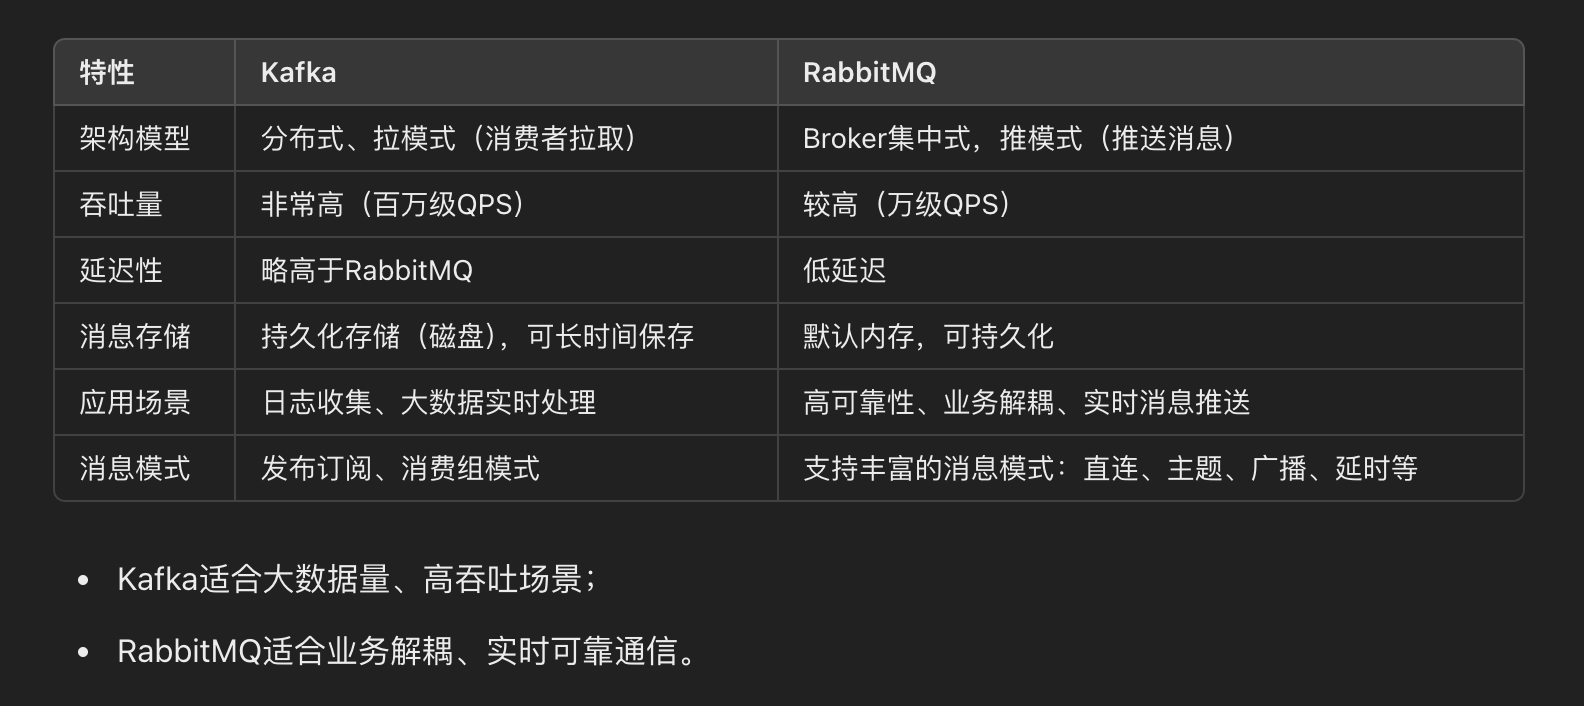 特性 Kafka RabbitMQ
架构模型 分布式、拉模式（消费者拉取） Broker集中式，推模式（推送消息）
吞吐量 非常高（百万级QPS） 较高（万级QPS）
延迟性 略高于RabbitMQ 低延迟
消息存储 持久化存储（磁盘），可长时间保存 默认内存，可持久化
应用场景 日志收集、大数据实时处理 高可靠性、业务解耦、实时消息推送
消息模式 发布订阅、消费组模式 支持丰富的消息模式：直连、主题、广播、延时等
• Kafka适合大数据量、高吞吐场景；
• RabbitMQ适合业务解耦、实时可靠通信。